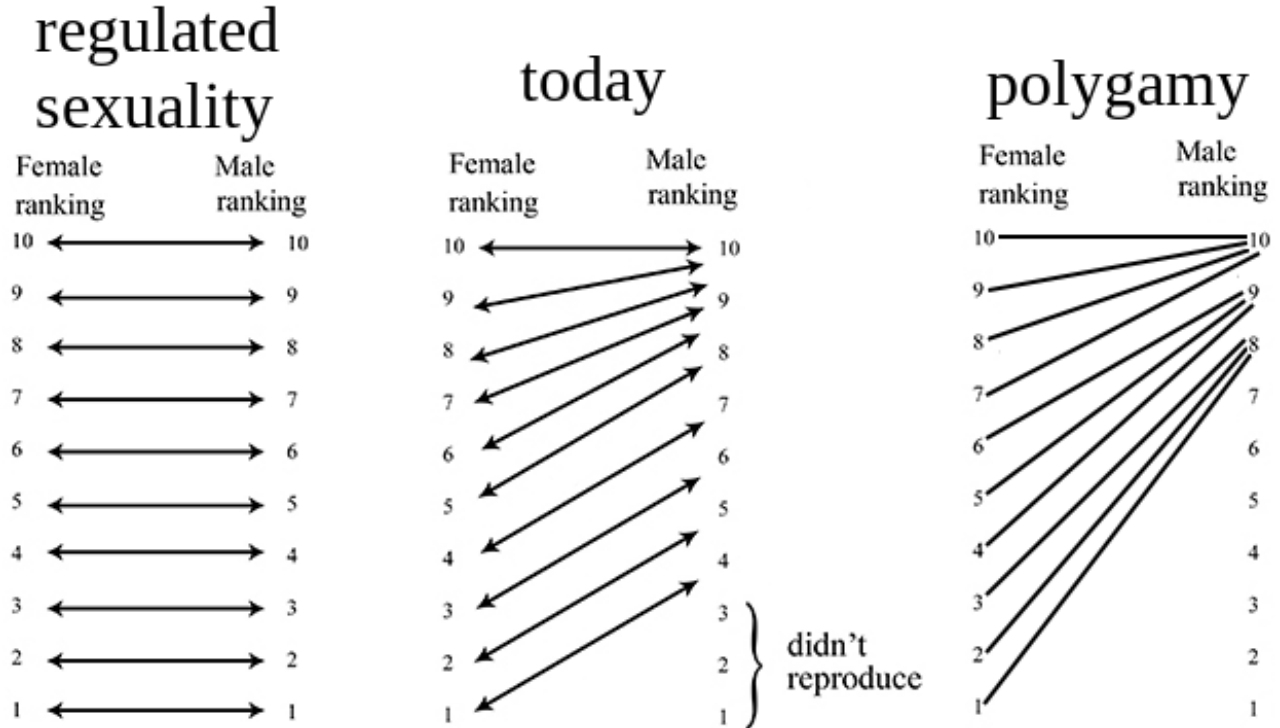 regulated
sexuality
Female Male
ranking ranking
10 10
9 9
8 8
7 7
6 6
5 5
4 4
3 3
2 2
1 1
today
Female Male
ranking ranking
10 10
9 9
8 8
7 7
6 6
5 5
4 4
3 3
2 2
1 1
didn't
reproduce
polygamy
Female Male
ranking ranking
10 10
9 9
8 8
7 7
6 6
5 5
4 4
3 3
2 2
1 1